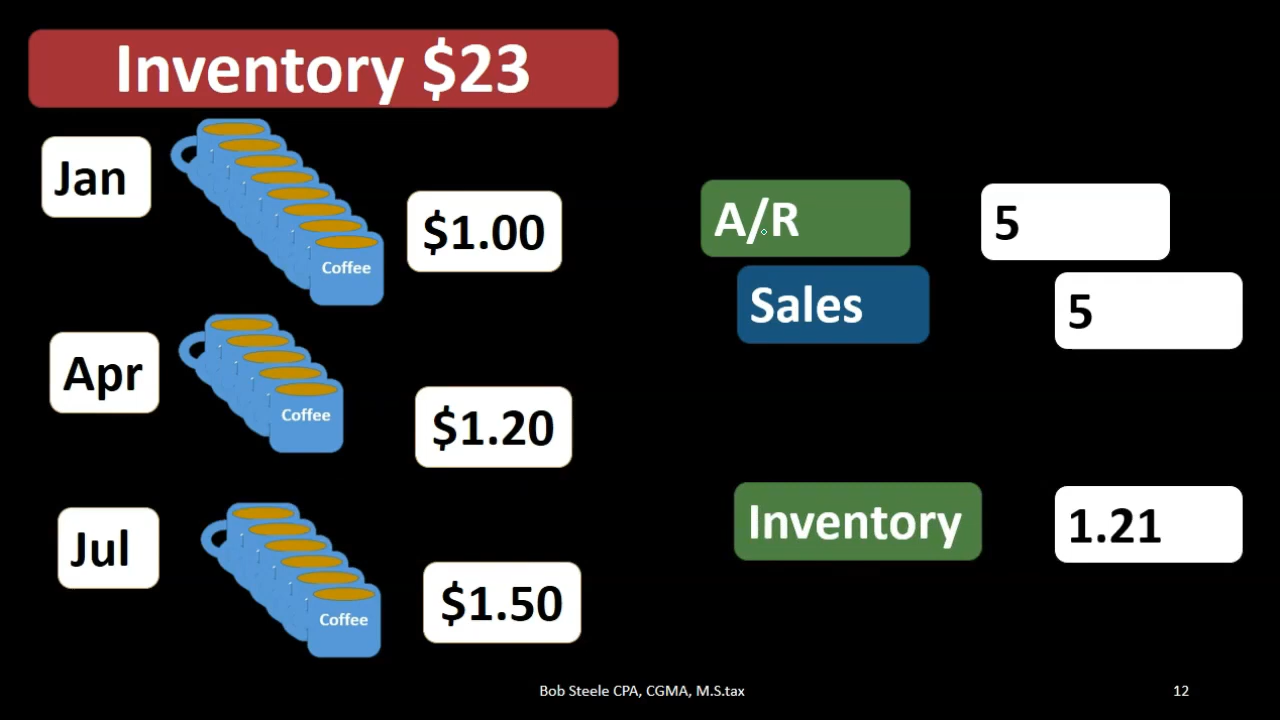 Inventory $23
Jan
Coffee
$1.00
A/R
5
Sales
5
Apr
Coffee
$1.20
Inventory
1.21
Jul
Coffee
$1.50
Bob Steele CPA, CGMA, M.S.tax
12